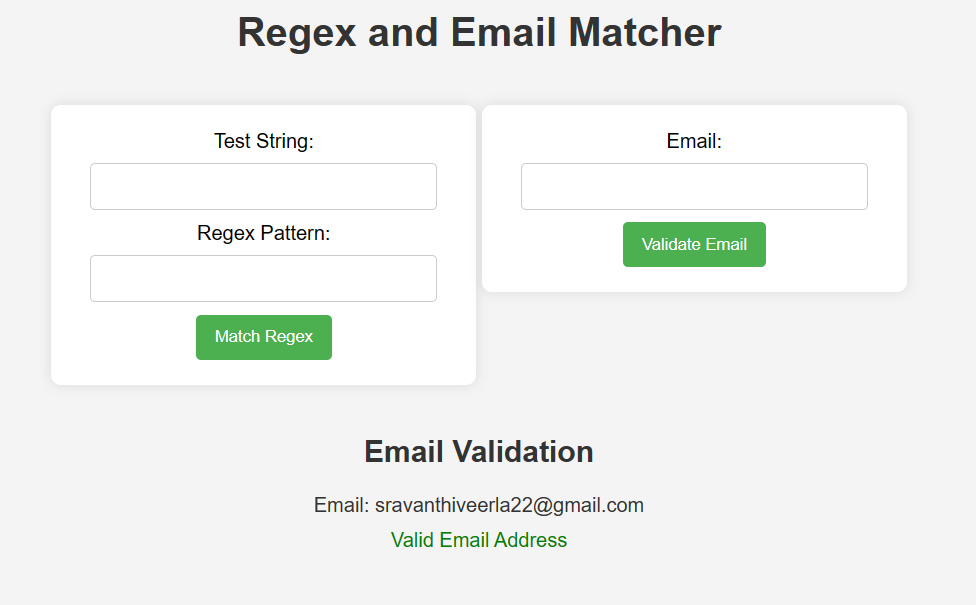 Regex and Email Matcher
Test String:
Regex Pattern:
Match Regex
Email:
Validate Email
Email Validation
Email: sravanthiveerla22@gmail.com
Valid Email Address